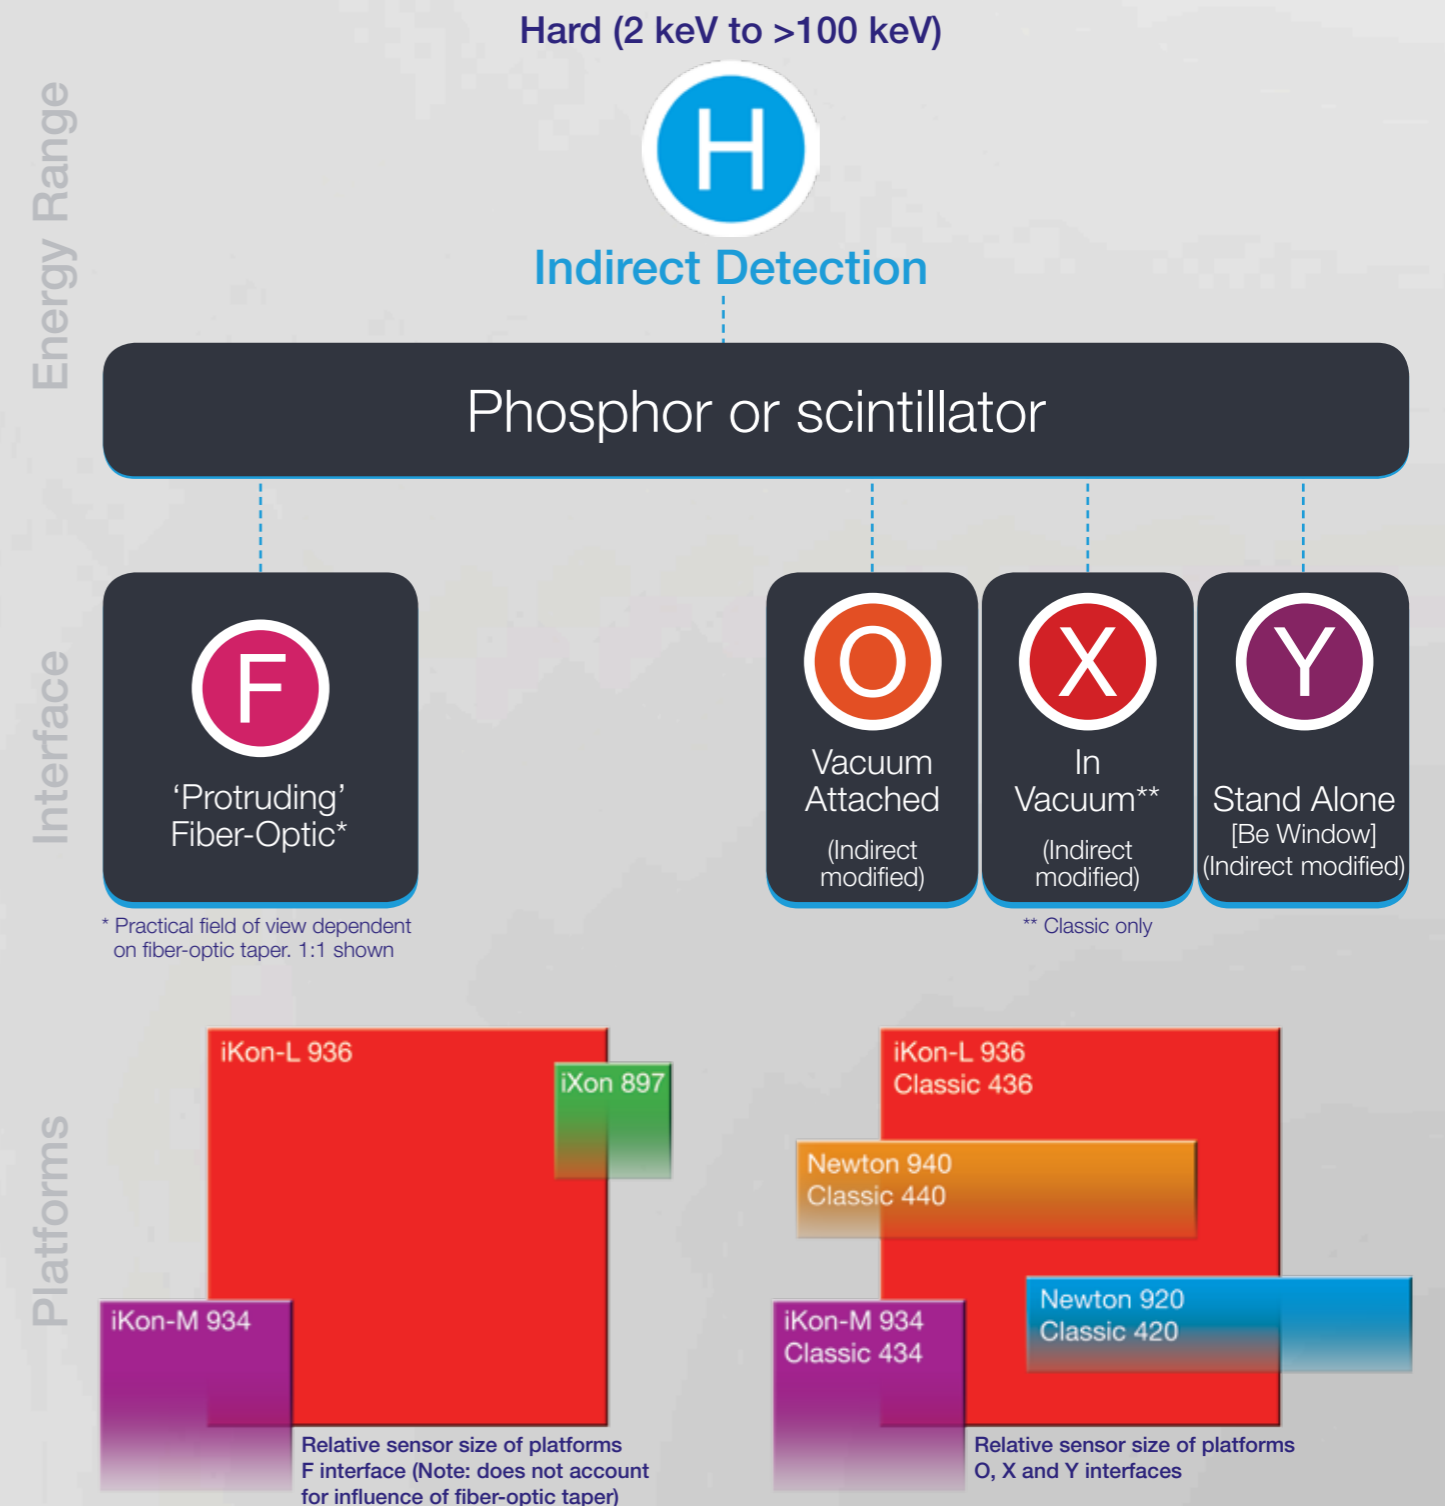 Hard (2 keV to >100 keV)
H
Indirect Detection
Energy Range
Phosphor or scintillator
Interface
F
'Protruding'
Fiber-Optic*
* Practical field of view dependent
on fiber-optic taper. 1:1 shown
O
Vacuum
Attached
(Indirect
modified)
X
In
Vacuum**
(Indirect
modified)
** Classic only
Y
Stand Alone
[Be Window]
(Indirect modified)
Platforms
iKon-L 936
iXon 897
iKon-M 934
Relative sensor size of platforms
F interface (Note: does not account
for influence of fiber-optic taper)
iKon-L 936
Classic 436
Newton 940
Classic 440
Newton 920
Classic 420
iKon-M 934
Classic 434
Relative sensor size of platforms
O, X and Y interfaces